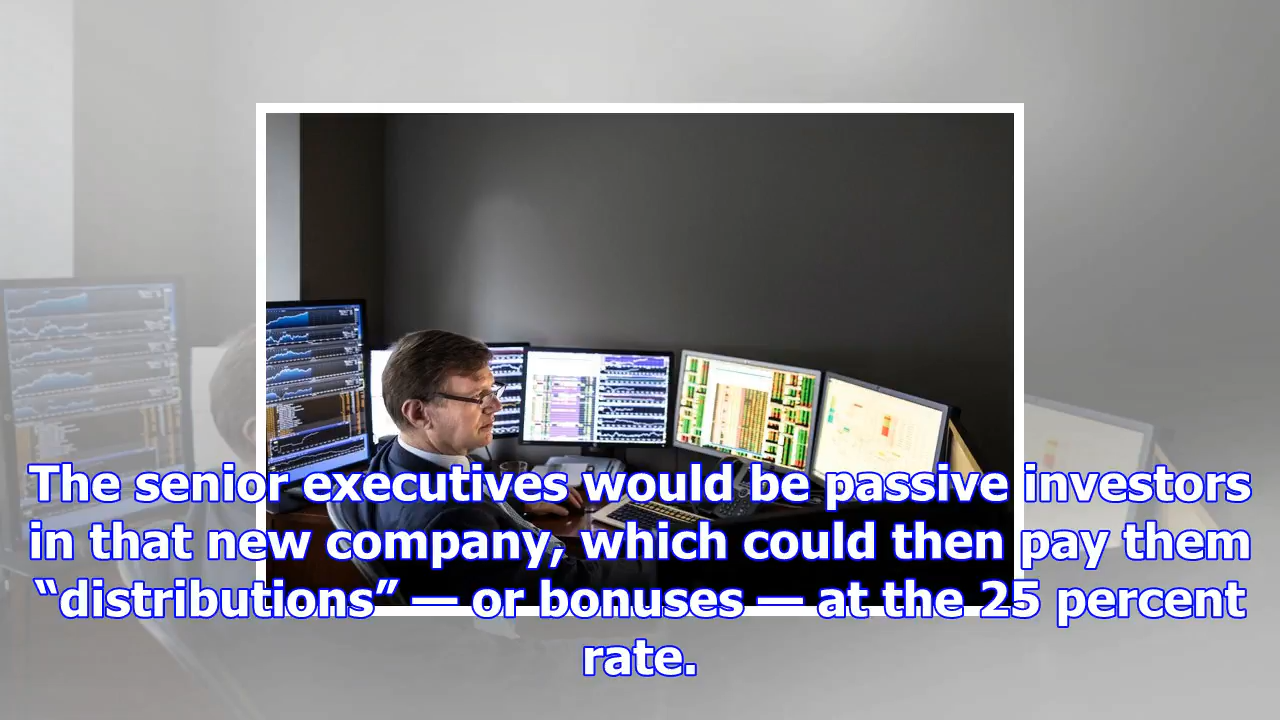 The senior executives would be passive investors
in that new company, which could then pay them
“distributions” — or bonuses — at the 25 percent
rate.